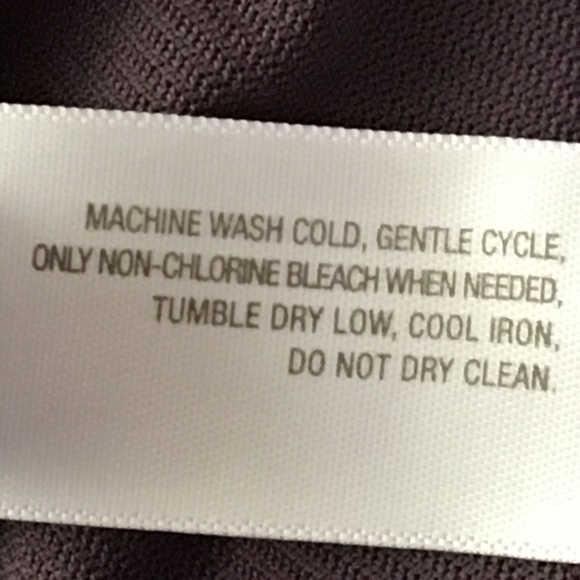 MACHINE WASH COLD, GENTLE CYCLE,
ONLY NON-CHLORINE BLEACH WHEN NEEDED,
TUMBLE DRY LOW, COOL IRON,
DO NOT DRY CLEAN.